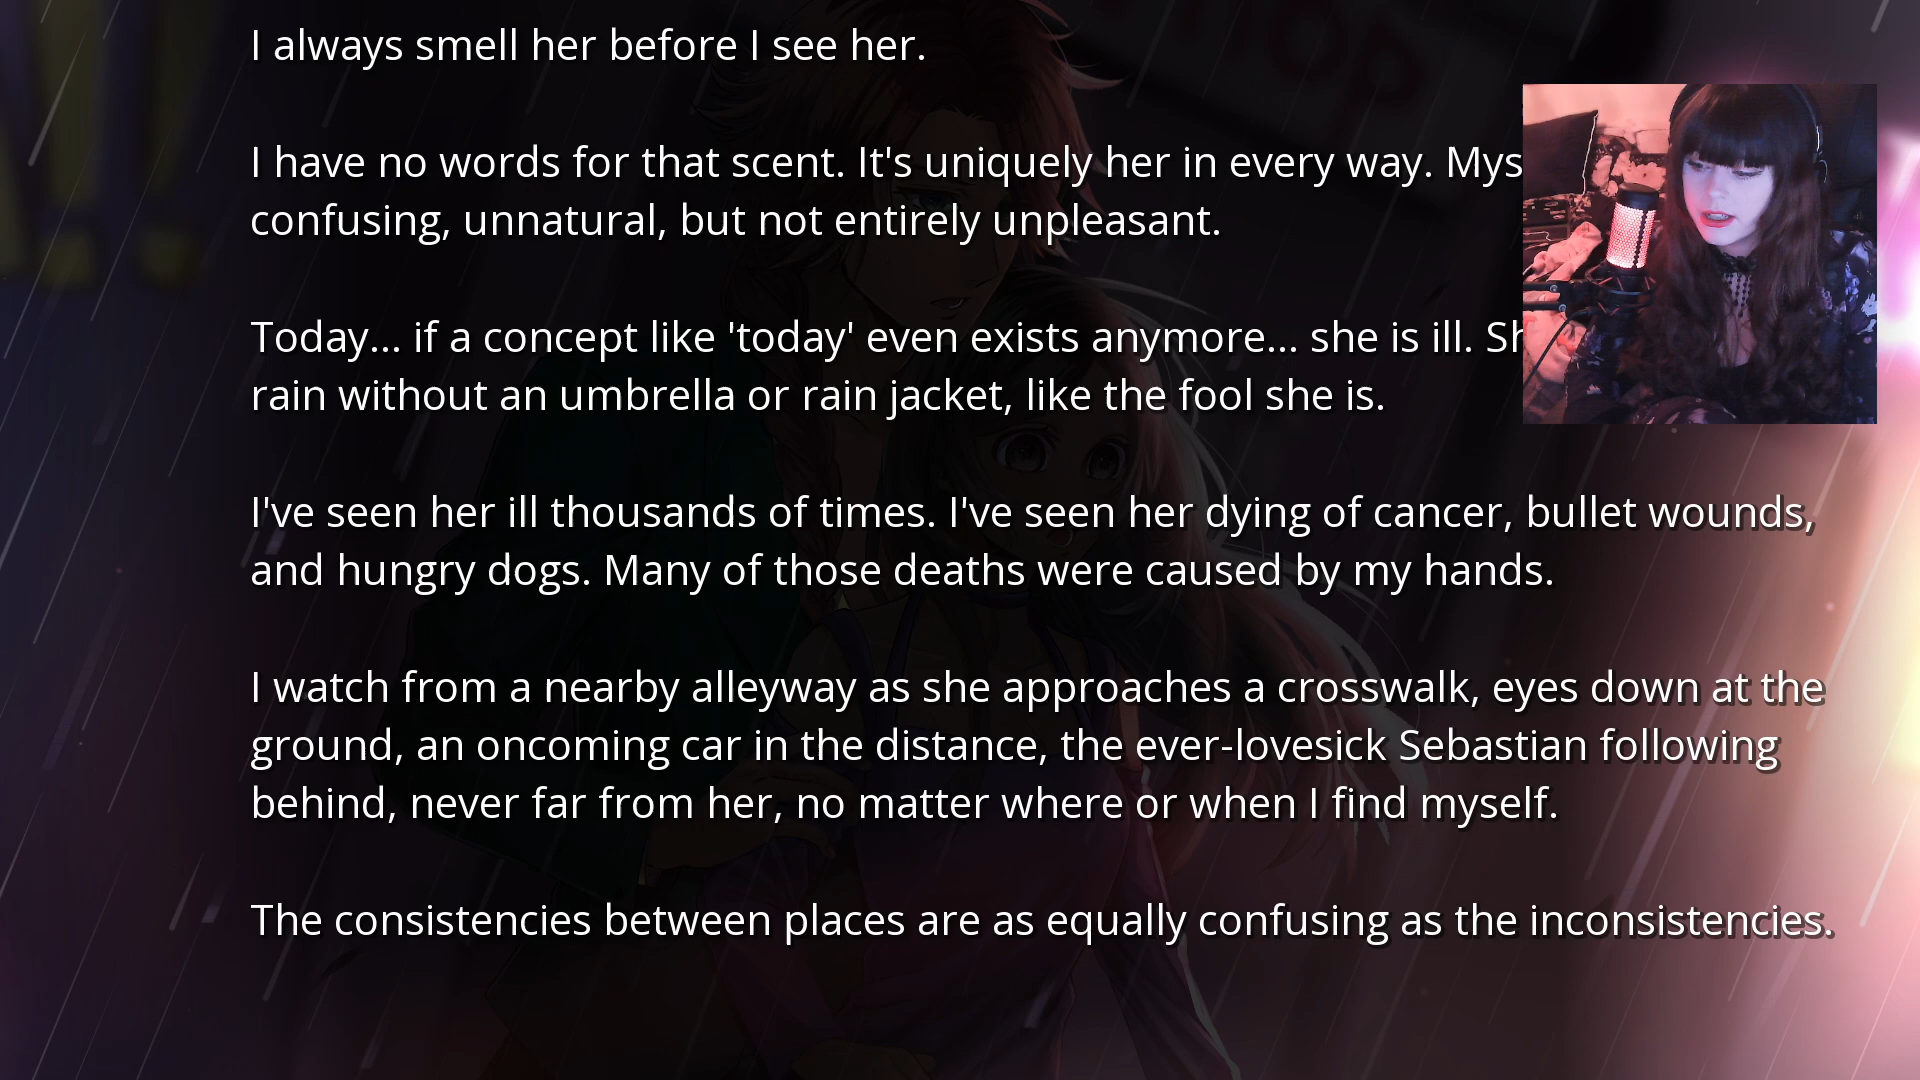 I always smell her before I see her.
I have no words for that scent. It's uniquely her in every way.
confusing, unnatural, but not entirely unpleasant.
Today... if a concept like 'today' even exists anymore... she is ill.
rain without an umbrella or rain jacket, like the fool she is.
I've seen her ill thousands of times. I've seen her dying of cancer, bullet wounds,
and hungry dogs. Many of those deaths were caused by my hands.
I watch from a nearby alleyway as she approaches a crosswalk, eyes down at the
ground, an oncoming car in the distance, the ever-lovesick Sebastian following
behind, never far from her, no matter where or when I find myself.
The consistencies between places are as equally confusing as the inconsistencies.